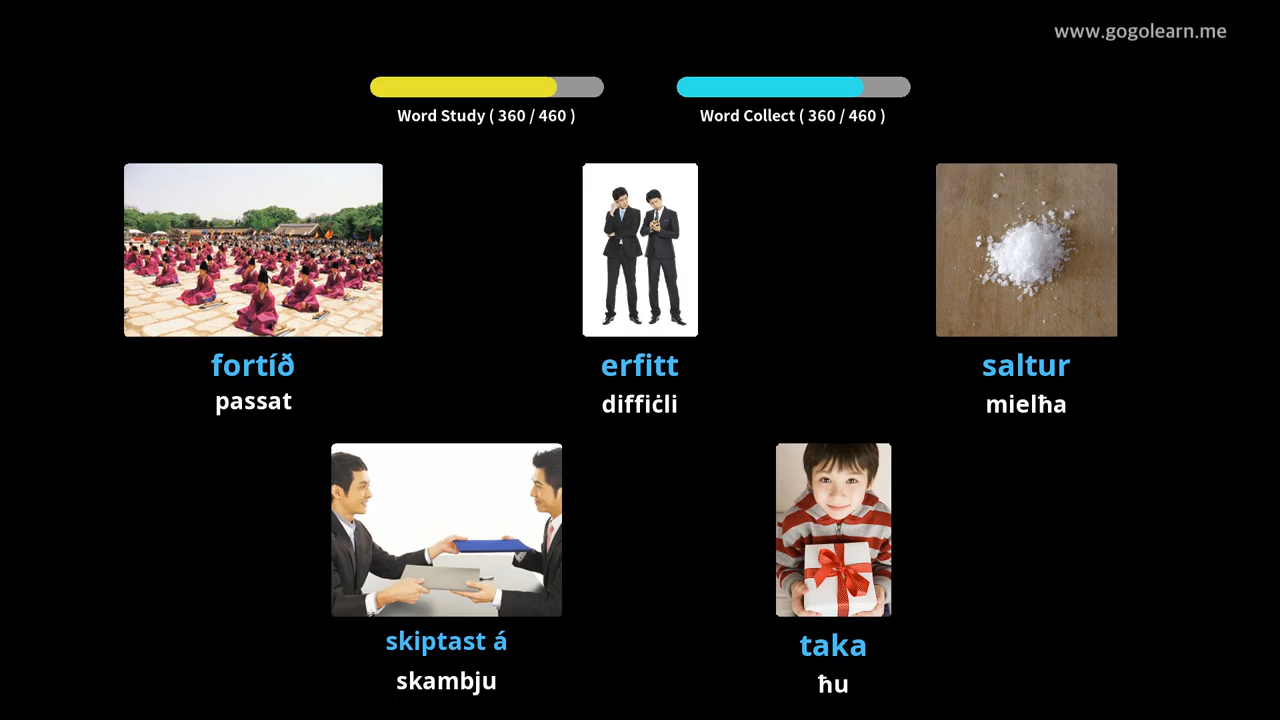 www.gogolearn.me
Word Study ( 360 / 460 )
Word Collect ( 360 / 460 )
fortíð
passat
erfitt
diffiċli
saltur
mielħa
skiptast á
skambju
taka
ħu